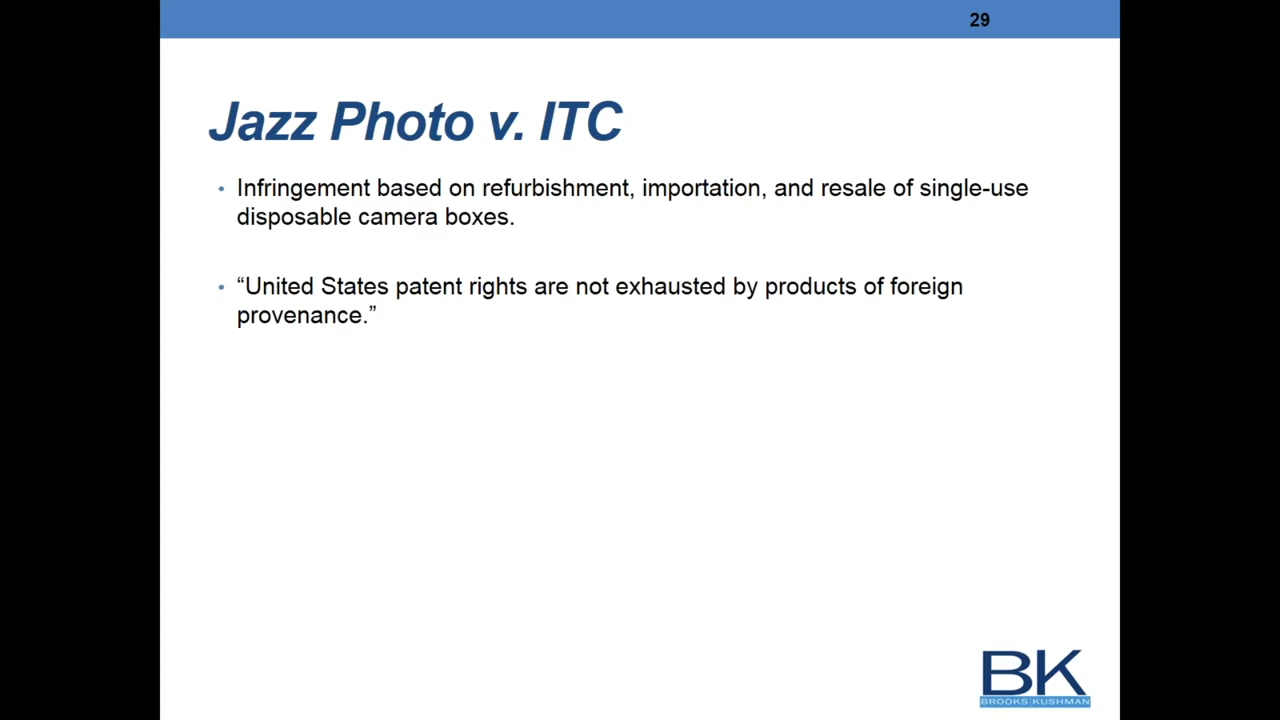 29
Jazz Photo v. ITC
• Infringement based on refurbishment, importation, and resale of single-use
disposable camera boxes.
• “United States patent rights are not exhausted by products of foreign
provenance.”
BK
BROOKS KUSHMAN